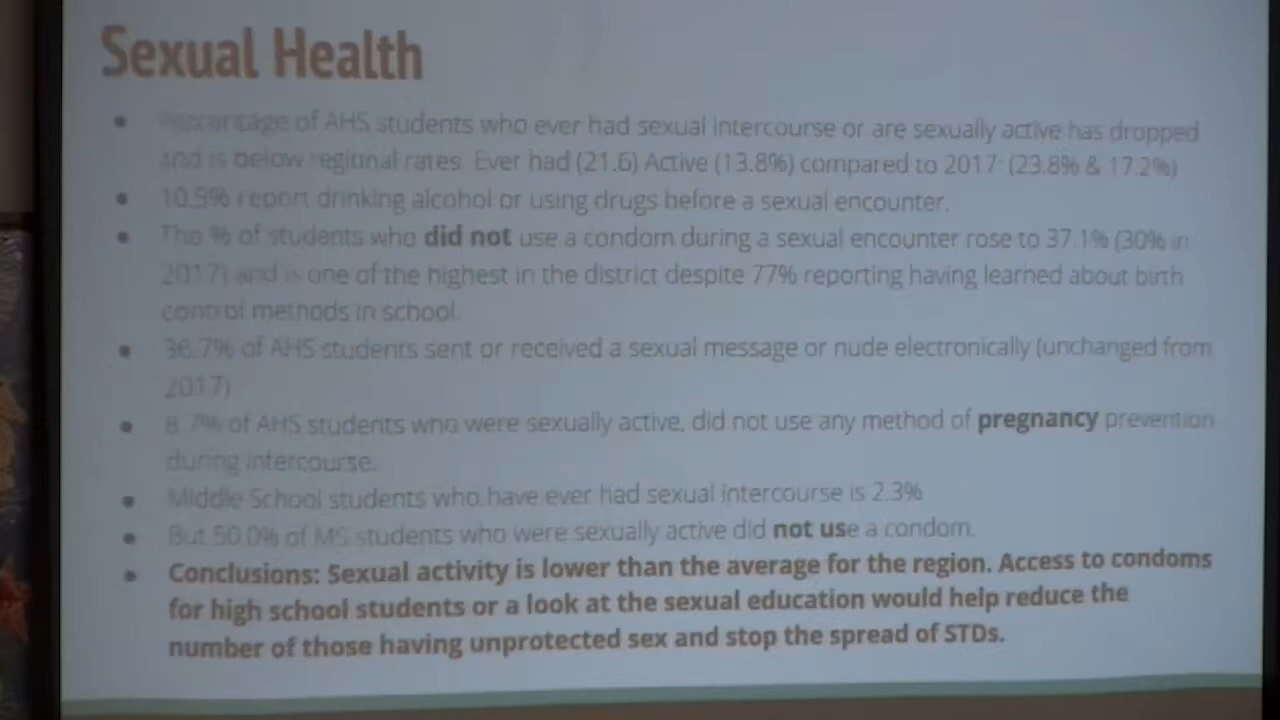 Sexual Health
Percentage of AHS students who ever had sexual intercourse or are sexually active has dropped
and is below regional rates. Ever had (21.6) Active (13.8%) compared to 2017: (23.8% & 17.2%)
10.9% report drinking alcohol or using drugs before a sexual encounter.
The % of students who did not use a condom during a sexual encounter rose to 37.1% (30% in
2017) and is one of the highest in the district despite 77% reporting having learned about birth
control methods in school.
36.7% of AHS students sent or received a sexual message or nude electronically (unchanged from
2017)
of AHS students who were sexually active, did not use any method of pregnancy prevention
during intercourse.
Middle School students who have ever had sexual intercourse is 2.3%
But 50.0% of MS students who were sexually active did not use a condom.
Conclusions: Sexual activity is lower than the average for the region. Access to condoms
for high school students or a look at the sexual education would help reduce the
number of those having unprotected sex and stop the spread of STDs.